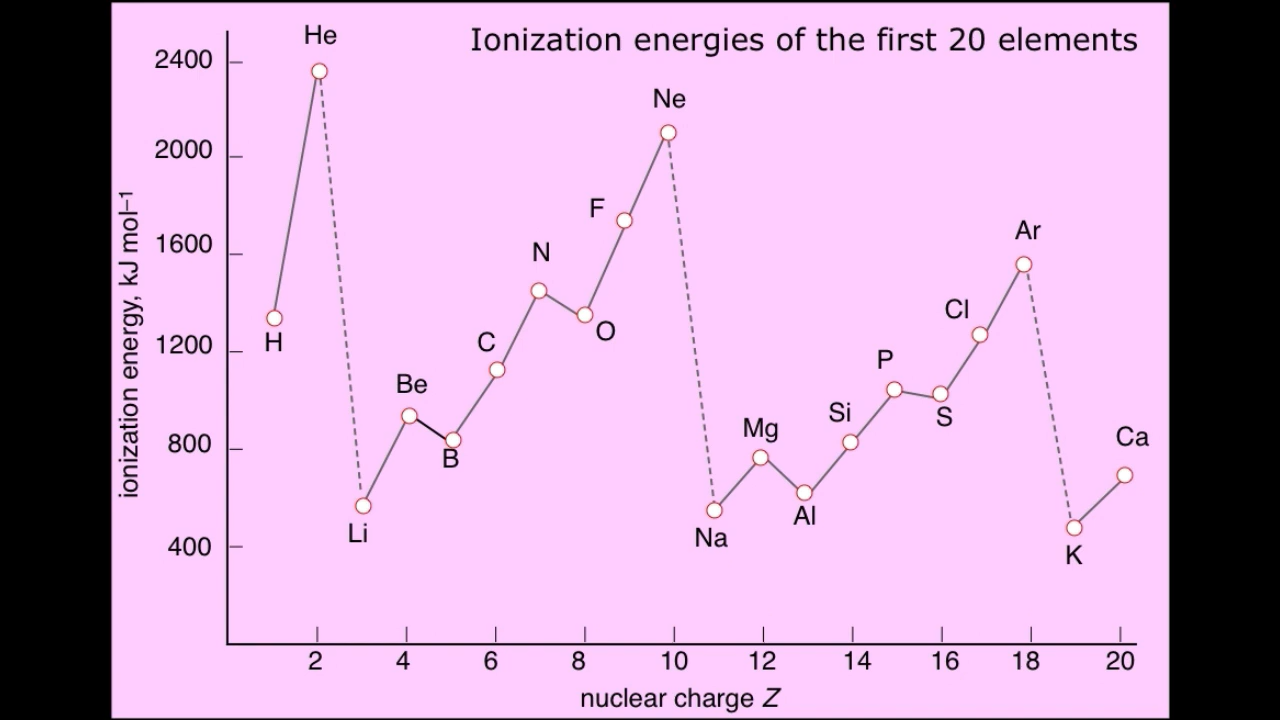 Ionization energies of the first 20 elements
ionization energy, kJ mol⁻¹
2400
2000
1600
1200
800
400
H
He
Li
Be
B
C
N
O
F
Ne
Na
Mg
Al
Si
P
S
Cl
Ar
K
Ca
2 4 6 8 10 12 14 16 18 20
nuclear charge Z